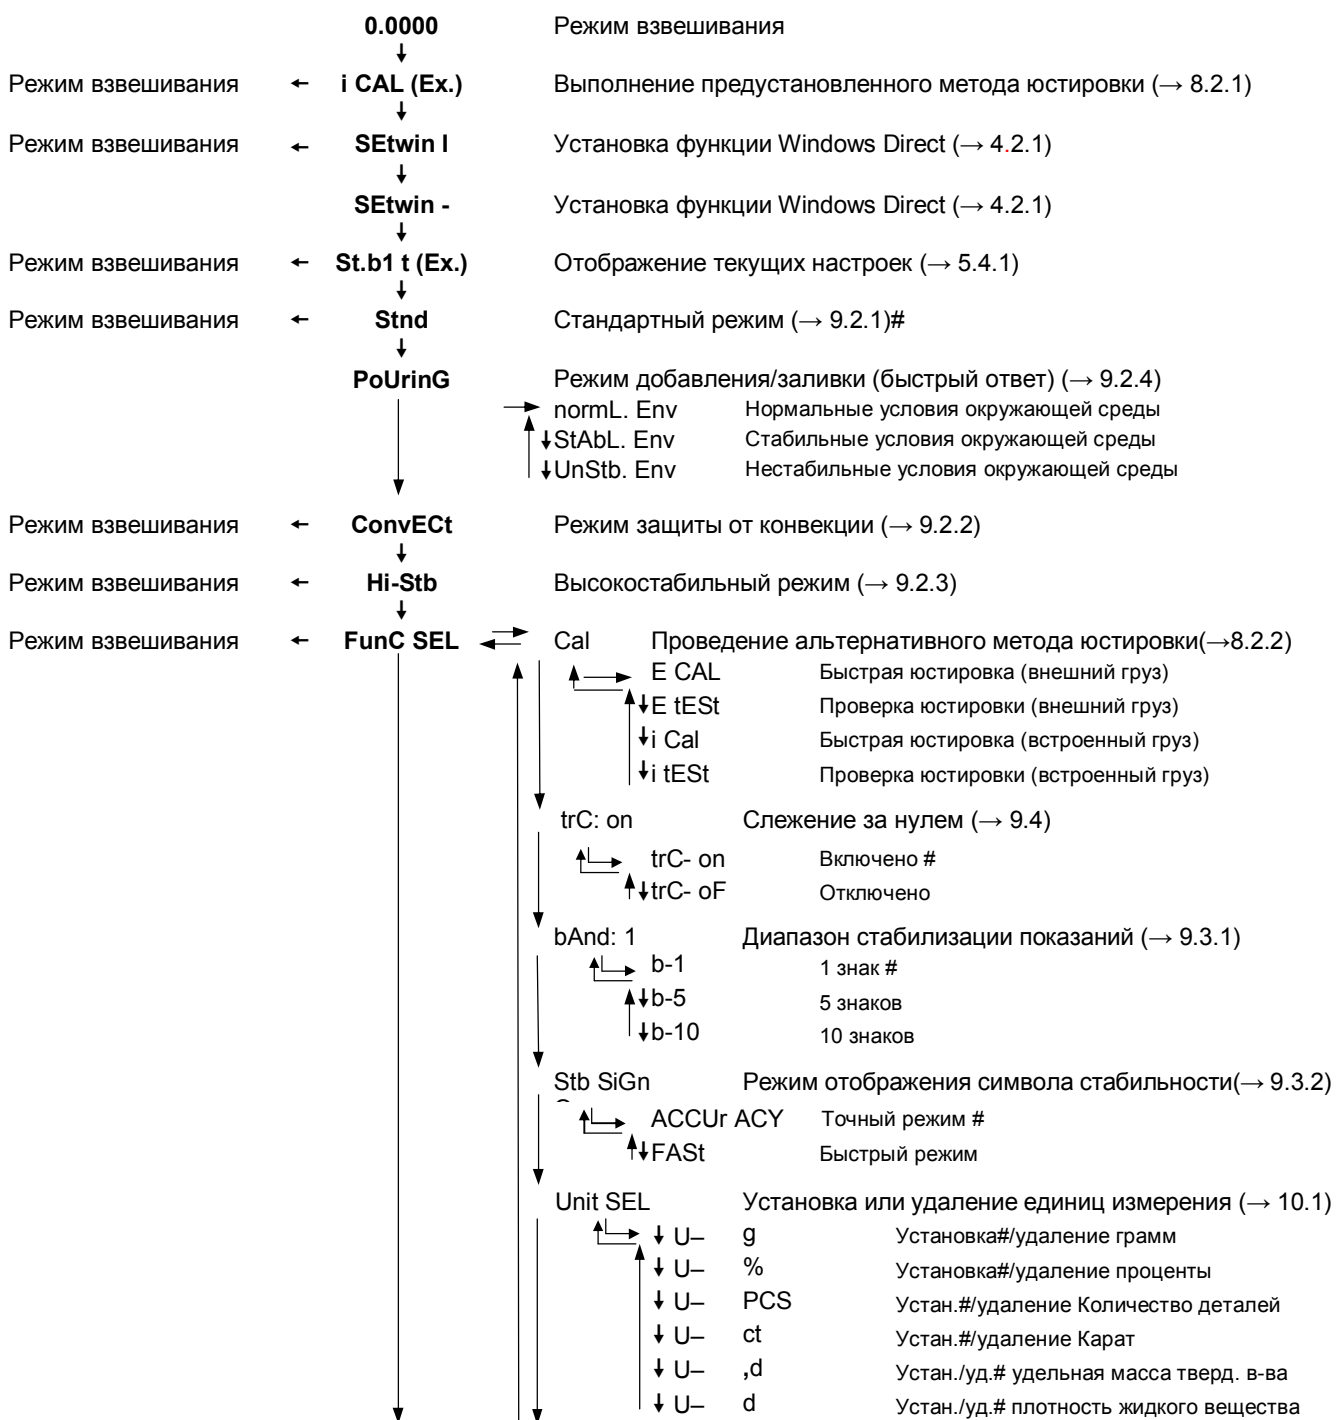 0.0000 Режим взвешивания
Режим взвешивания ← i CAL (Ex.) Выполнение предустановленного метода юстировки (→ 8.2.1)
Режим взвешивания ← SEtwin I Установка функции Windows Direct (→ 4.2.1)
SEtwin - Установка функции Windows Direct (→ 4.2.1)
Режим взвешивания ← St.b1 t (Ex.) Отображение текущих настроек (→ 5.4.1)
Режим взвешивания ← Stnd Стандартный режим (→ 9.2.1)#
PoUrinG Режим добавления/заливки (быстрый ответ) (→ 9.2.4)
normL. Env Нормальные условия окружающей среды
StAbL. Env Стабильные условия окружающей среды
UnStb. Env Нестабильные условия окружающей среды
Режим взвешивания ← ConvECt Режим защиты от конвекции (→ 9.2.2)
Режим взвешивания ← Hi-Stb Высокостабильный режим (→ 9.2.3)
Режим взвешивания ← FunC SEL Cal Проведение альтернативного метода юстировки(→8.2.2)
E CAL Быстрая юстировка (внешний груз)
E tESt Проверка юстировки (внешний груз)
i Cal Быстрая юстировка (встроенный груз)
i tESt Проверка юстировки (встроенный груз)
trC: on Слежение за нулем (→ 9.4)
trC- on Включено #
trC- oF Отключено
bAnd: 1 Диапазон стабилизации показаний (→ 9.3.1)
b-1 1 знак #
b-5 5 знаков
b-10 10 знаков
Stb SiGn Режим отображения символа стабильности(→ 9.3.2)
ACCUr ACY Точный режим #
FASt Быстрый режим
Unit SEL Установка или удаление единиц измерения (→ 10.1)
U– g Установка#/удаление грамм
U– % Установка#/удаление проценты
U– PCS Устан.#/удаление Количество деталей
U– ct Устан.#/удаление Карат
U– ,d Устан./уд.# удельная масса тверд. в-ва
U– d Устан./уд.# плотность жидкого вещества